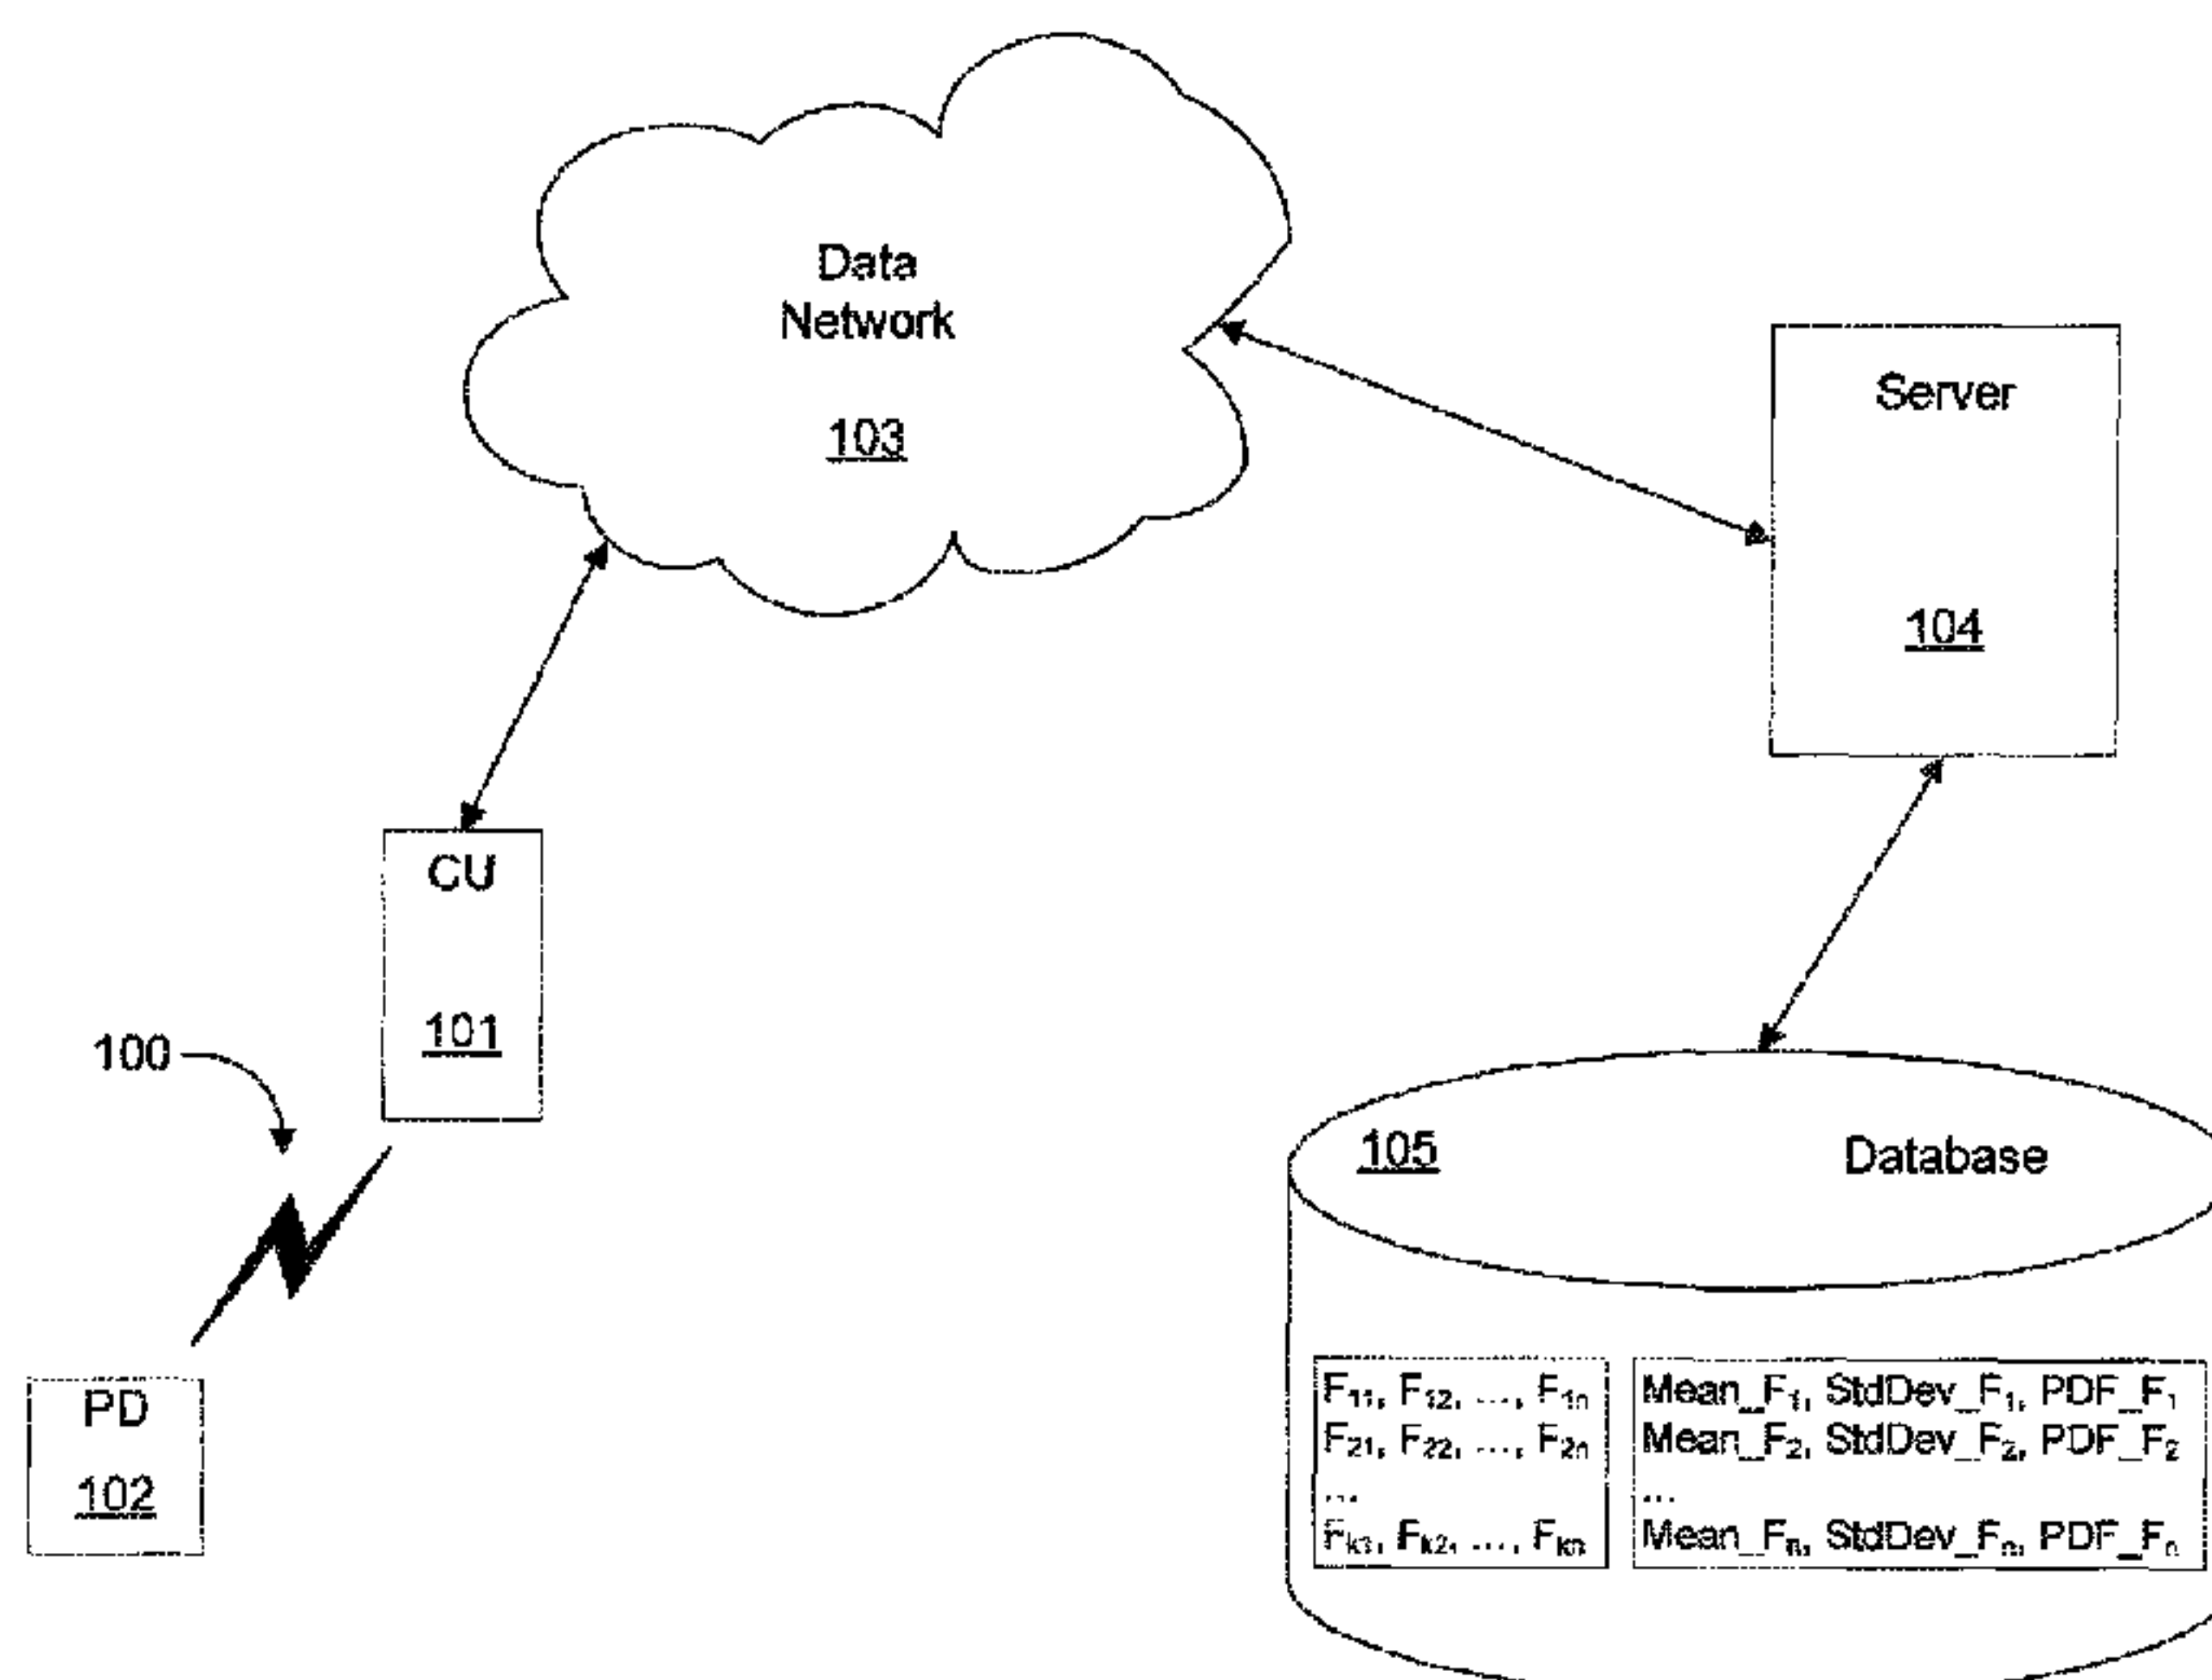 Data
Network
103
Server
104
CU
101
100
105
Database
PD
102
F₁₁, F₁₂, ..., F₁ₙ
F₂₁, F₂₂, ..., F₂ₙ
...
Fₖ₁, Fₖ₂, ..., Fₖₙ
Mean_F₁, StdDev_F₁, PDF_F₁
Mean_F₂, StdDev_F₂, PDF_F₂
...
Mean_Fₙ, StdDev_Fₙ, PDF_Fₙ